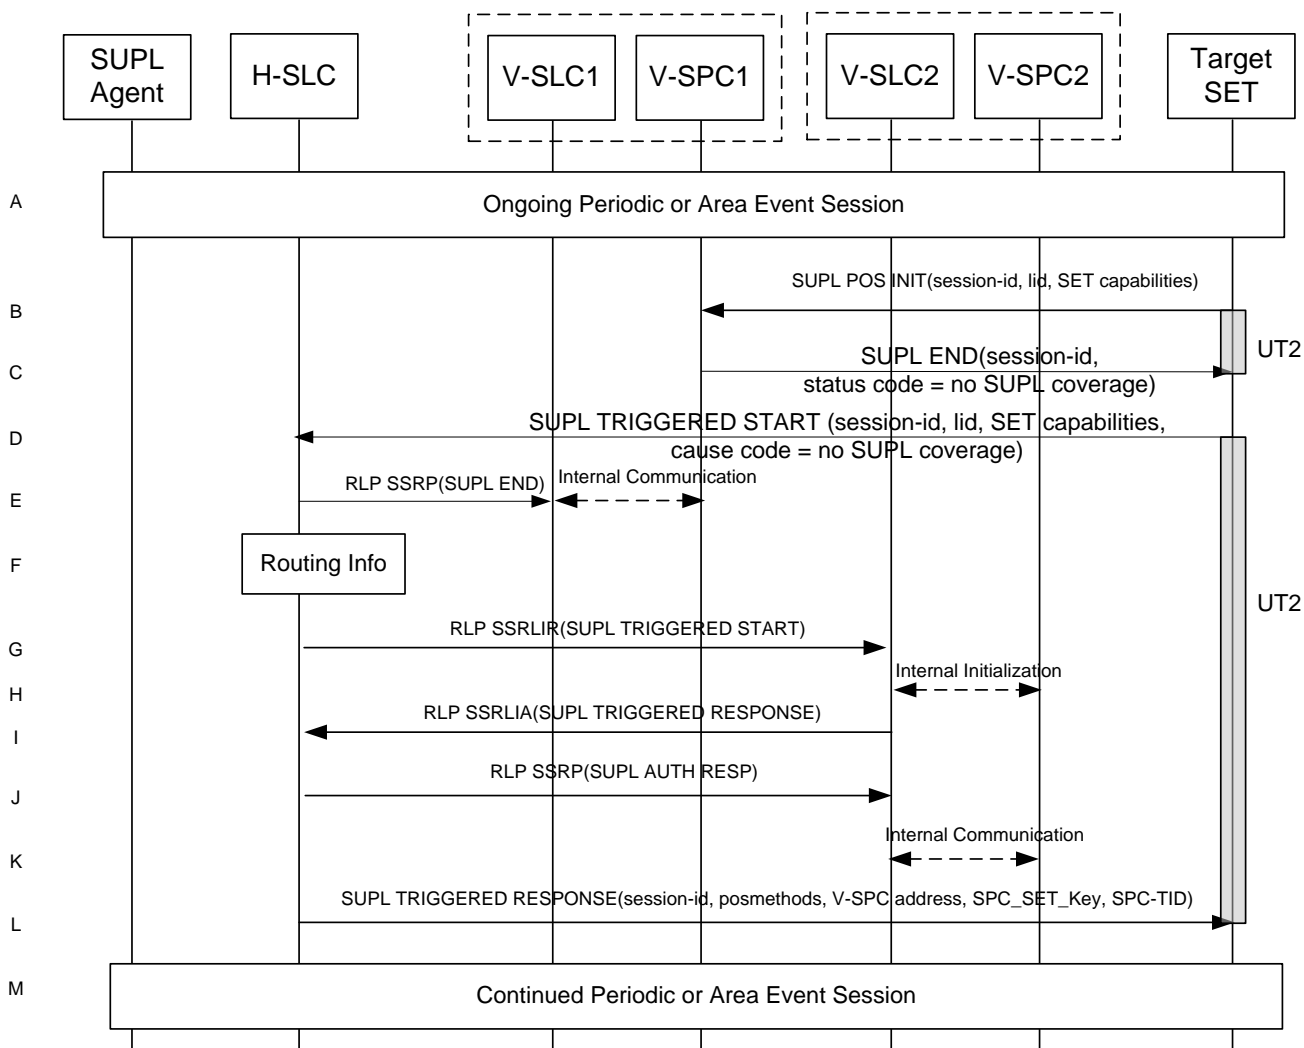 SUPL
Agent
H-SLC
V-SLC1
V-SPC1
V-SLC2
V-SPC2
Target
SET
A
Ongoing Periodic or Area Event Session
SUPL POS INIT(session-id, lid, SET capabilities)
B
UT2
SUPL END(session-id,
C
status code = no SUPL coverage)
SUPL TRIGGERED START (session-id, lid, SET capabilities,
D
cause code = no SUPL coverage)
RLP SSRP(SUPL END)
Internal Communication
E
F
Routing Info
UT2
RLP SSRLIR(SUPL TRIGGERED START)
G
Internal Initialization
H
RLP SSRLIA(SUPL TRIGGERED RESPONSE)
I
RLP SSRP(SUPL AUTH RESP)
J
Internal Communication
K
SUPL TRIGGERED RESPONSE(session-id, posmethods, V-SPC address, SPC_SET_Key, SPC-TID)
L
M
Continued Periodic or Area Event Session